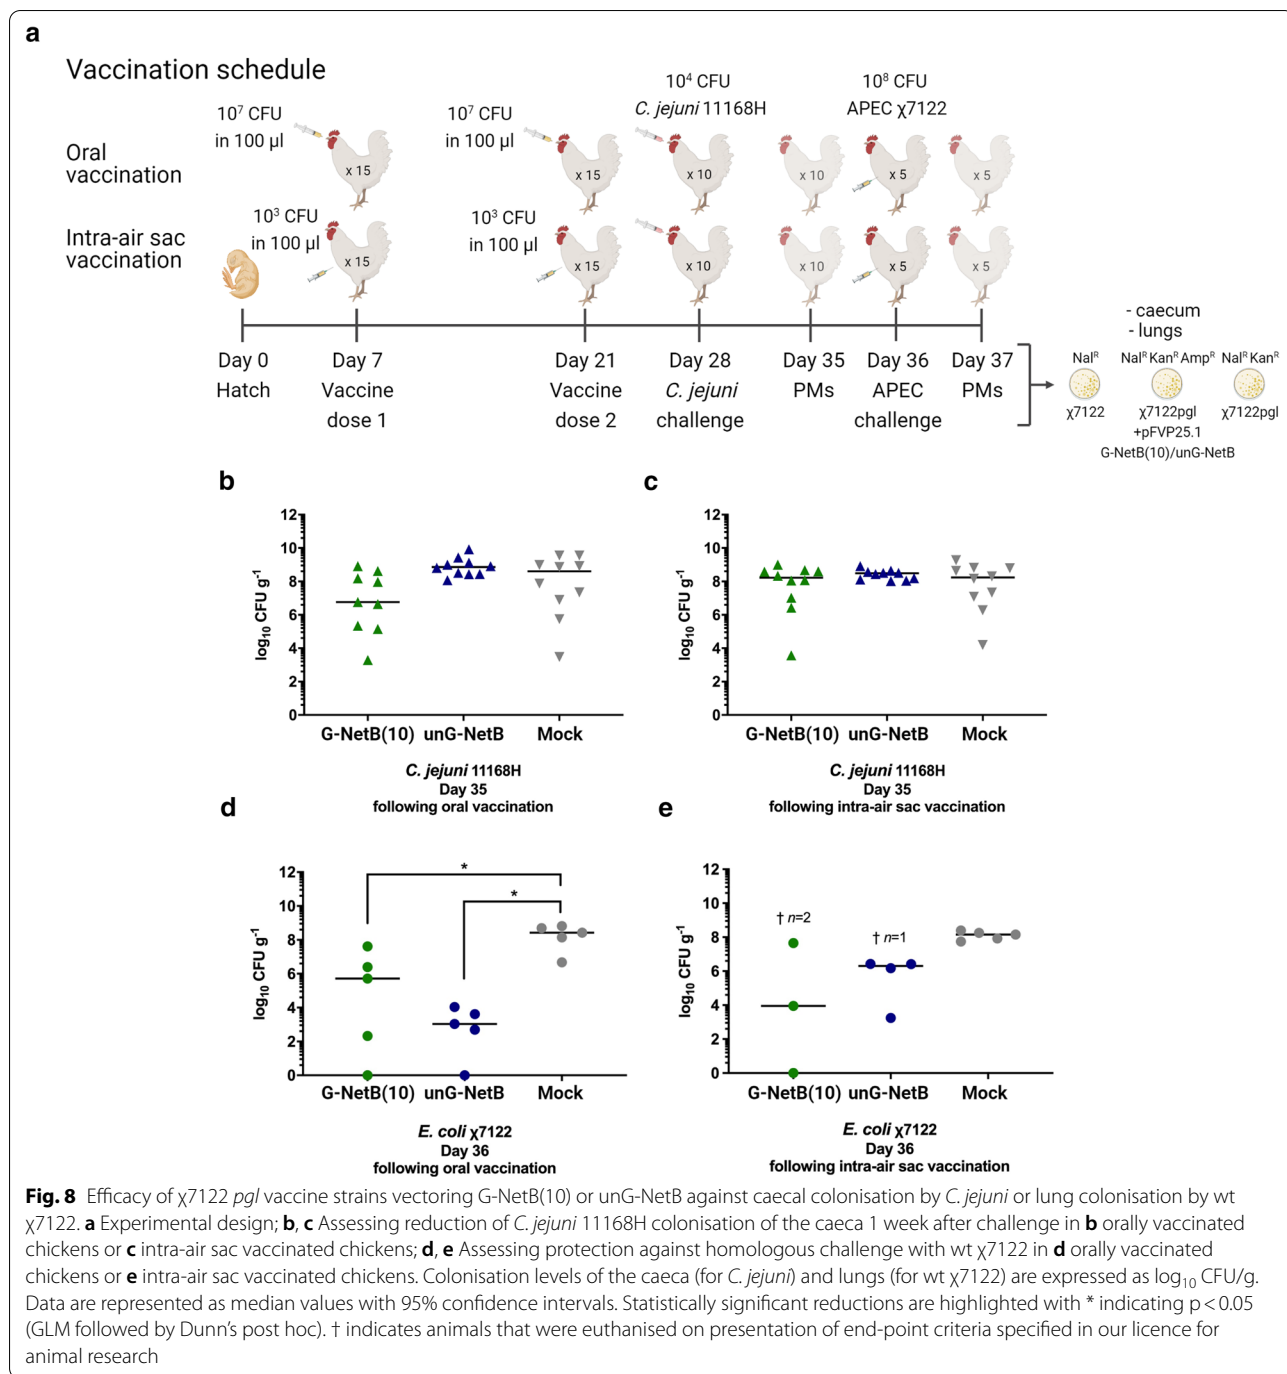 a
Vaccination schedule
10⁴ CFU
C. jejuni 11168H
10⁸ CFU
APEC χ7122
10⁷ CFU
in 100 µl
10⁷ CFU
in 100 µl
Oral
vaccination
x 15
x 15
x 10
x 10
x 5
x 5
10³ CFU
in 100 µl
10³ CFU
in 100 µl
Intra-air sac
vaccination
x 15
x 15
x 10
x 10
x 5
x 5
Day 0
Hatch
Day 7
Vaccine
dose 1
Day 21
Vaccine
dose 2
Day 28
C. jejuni
challenge
Day 35
PMs
Day 36
APEC
challenge
Day 37
PMs
- caecum
- lungs
Nalᴿ
Nalᴿ Kanᴿ Ampᴿ
Nalᴿ Kanᴿ
χ7122
χ7122pgl
+pFVP25.1
G-NetB(10)/unG-NetB
χ7122pgl
b
log₁₀ CFU g⁻¹
12
10
8
6
4
2
0
G-NetB(10) unG-NetB Mock
C. jejuni 11168H
Day 35
following oral vaccination
c
log₁₀ CFU g⁻¹
12
10
8
6
4
2
0
G-NetB(10) unG-NetB Mock
C. jejuni 11168H
Day 35
following intra-air sac vaccination
d
log₁₀ CFU g⁻¹
12
10
8
6
4
2
0
*
*
G-NetB(10) unG-NetB Mock
E. coli χ7122
Day 36
following oral vaccination
e
log₁₀ CFU g⁻¹
12
10
8
6
4
2
0
† n=2
† n=1
G-NetB(10) unG-NetB Mock
E. coli χ7122
Day 36
following intra-air sac vaccination
Fig. 8 Efficacy of χ7122 pgl vaccine strains vectoring G-NetB(10) or unG-NetB against caecal colonisation by C. jejuni or lung colonisation by wt
χ7122. a Experimental design; b, c Assessing reduction of C. jejuni 11168H colonisation of the caeca 1 week after challenge in b orally vaccinated
chickens or c intra-air sac vaccinated chickens; d, e Assessing protection against homologous challenge with wt χ7122 in d orally vaccinated
chickens or e intra-air sac vaccinated chickens. Colonisation levels of the caeca (for C. jejuni) and lungs (for wt χ7122) are expressed as log₁₀ CFU/g.
Data are represented as median values with 95% confidence intervals. Statistically significant reductions are highlighted with * indicating p < 0.05
(GLM followed by Dunn's post hoc). † indicates animals that were euthanised on presentation of end-point criteria specified in our licence for
animal research